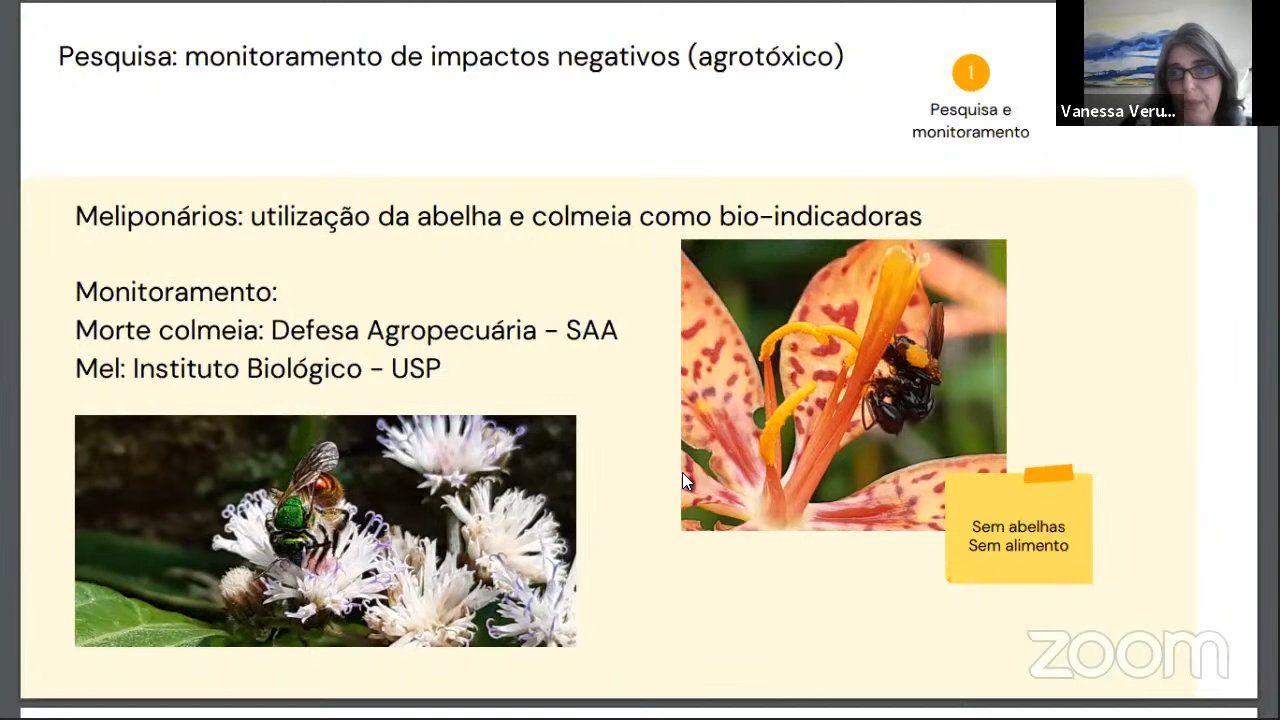 Pesquisa: monitoramento de impactos negativos (agrotóxico)
1
Pesquisa e
monitoramento
Vanessa Veru...
Meliponários: utilização da abelha e colmeia como bio-indicadoras
Monitoramento:
Morte colmeia: Defesa Agropecuária - SAA
Mel: Instituto Biológico - USP
Sem abelhas
Sem alimento
zoom